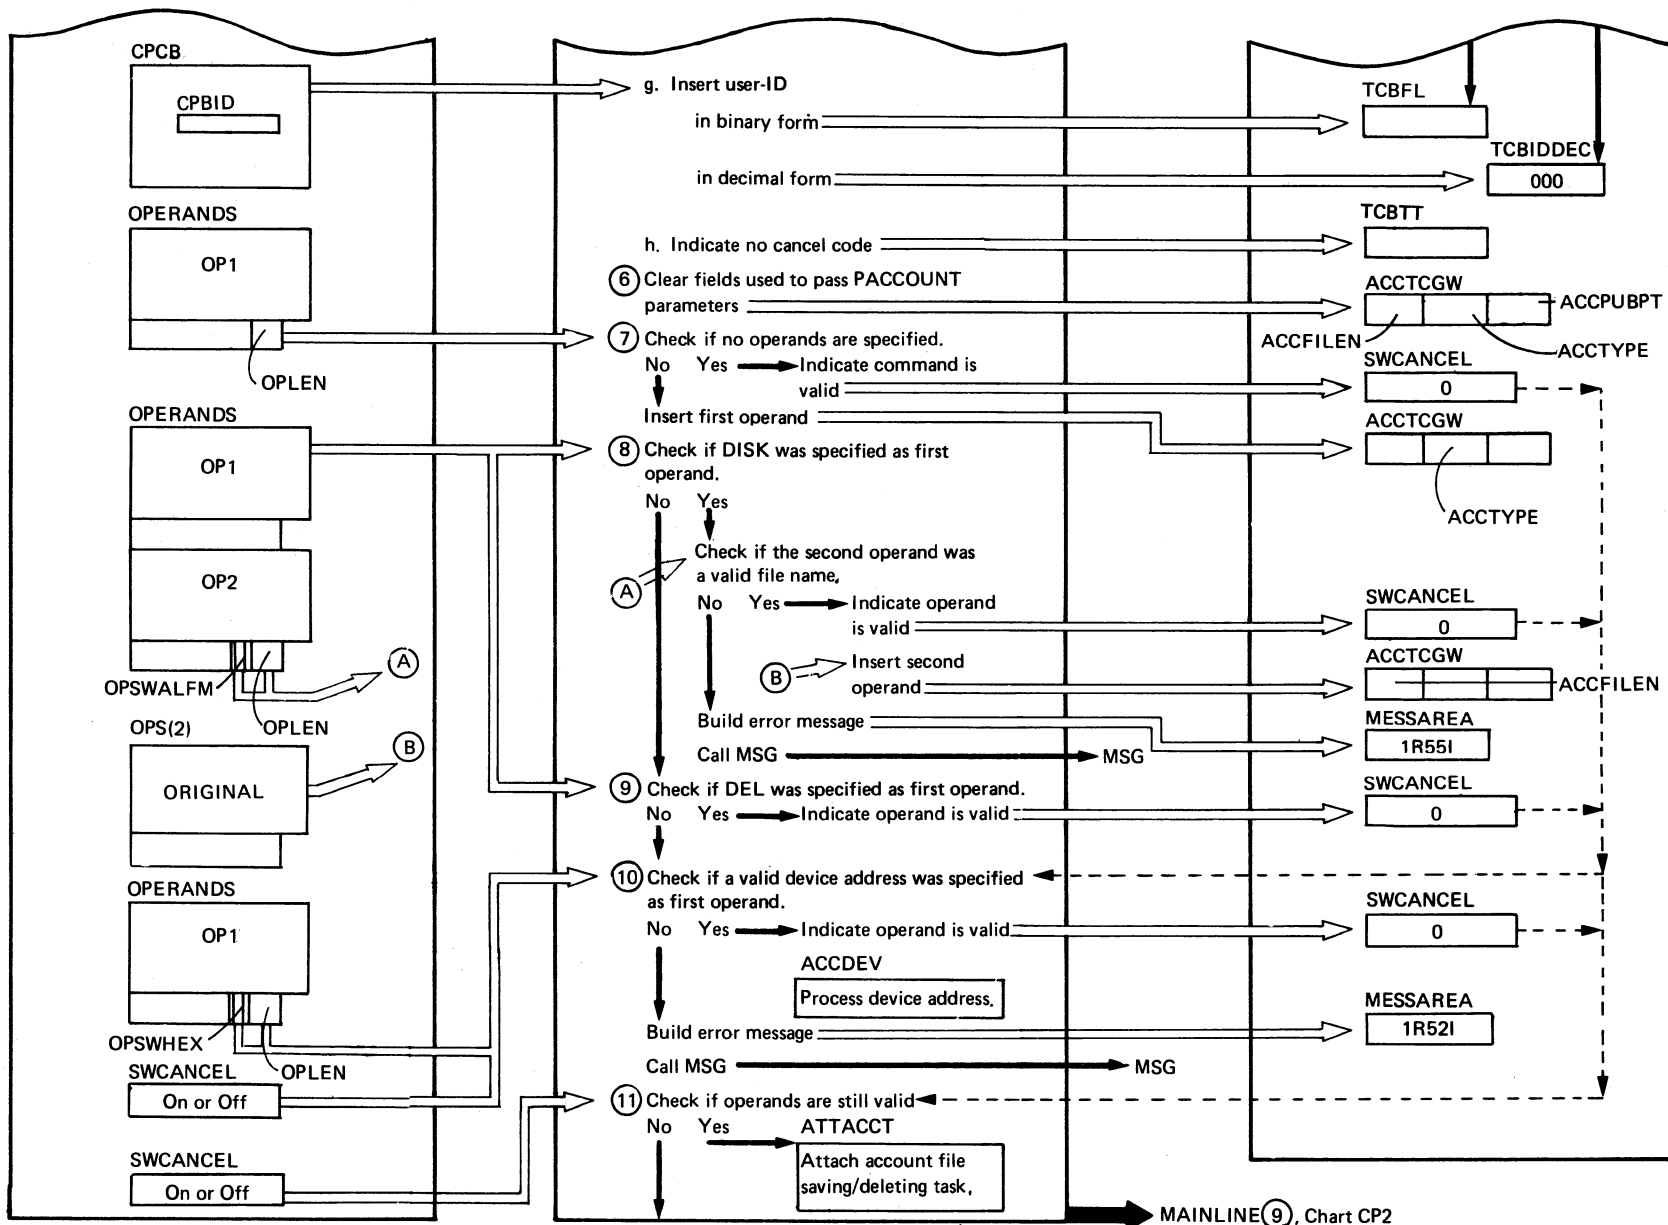 CPCB
CPBID
OPERANDS
OP1
OPLEN
OPERANDS
OP1
OP2
OPSWALFM
OPLEN
A
OPS(2)
B
ORIGINAL
OPERANDS
OP1
OPSWHEX
OPLEN
SWCANCEL
On or Off
SWCANCEL
On or Off
g. Insert user-ID
in binary form
in decimal form
h. Indicate no cancel code
6 Clear fields used to pass PACCOUNT
parameters
7 Check if no operands are specified.
No Yes Indicate command is
valid
Insert first operand
8 Check if DISK was specified as first
operand.
No Yes
Check if the second operand was
a valid file name.
A
No Yes Indicate operand
is valid
B Insert second
operand
Build error message
Call MSG MSG
9 Check if DEL was specified as first operand.
No Yes Indicate operand is valid
10 Check if a valid device address was specified
as first operand.
No Yes Indicate operand is valid
ACCDEV
Process device address.
Build error message
Call MSG MSG
11 Check if operands are still valid
No Yes ATTACCT
Attach account file
saving/deleting task.
TCBFL
TCBIDDEC
000
TCBTT
ACCTCGW
ACCPUBPT
ACCFILEN
ACCTYPE
SWCANCEL
0
ACCTCGW
ACCTYPE
SWCANCEL
0
ACCTCGW
ACCFILEN
MESSAREA
1R55I
SWCANCEL
0
SWCANCEL
0
MESSAREA
1R52I
MAINLINE 9, Chart CP2